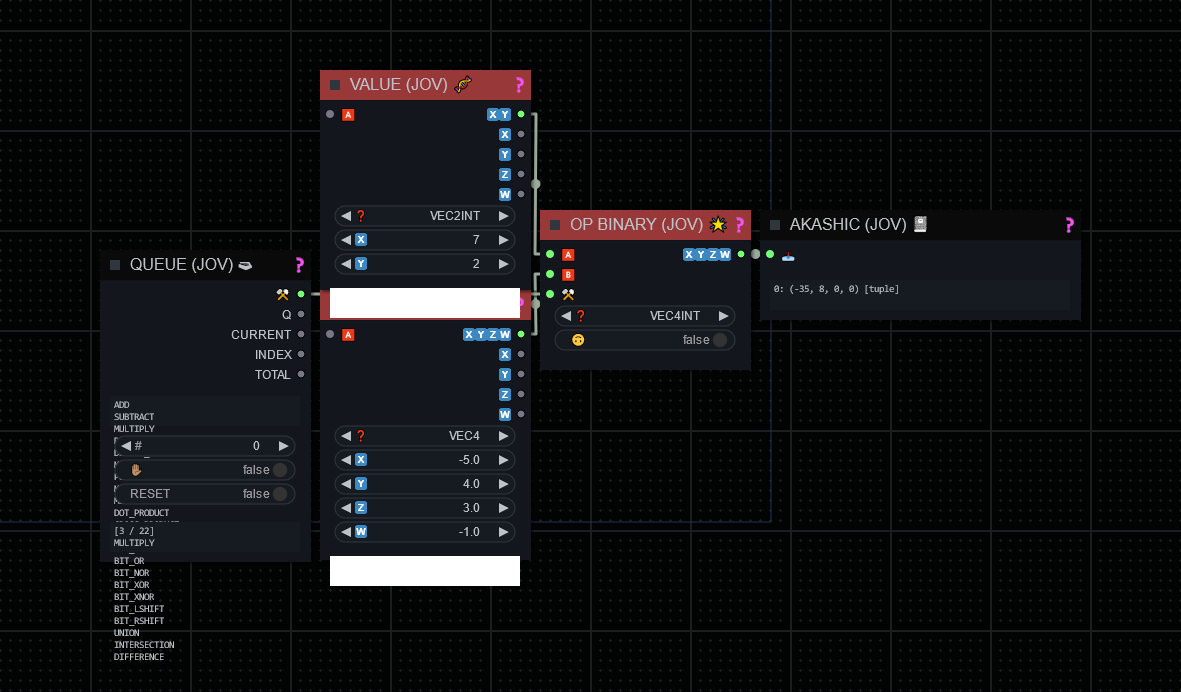 VALUE (JOV)
A
XY
X
Y
Z
W
VEC2INT
X 7
Y 2
QUEUE (JOV)
Q
CURRENT
INDEX
TOTAL
ADD
SUBTRACT
MULTIPLY
# 0
false
RESET false
DOT_PRODUCT
[3 / 22]
MULTIPLY
BIT_OR
BIT_NOR
BIT_XOR
BIT_XNOR
BIT_LSHIFT
BIT_RSHIFT
UNION
INTERSECTION
DIFFERENCE
A
XYZW
X
Y
Z
W
VEC4
X -5.0
Y 4.0
Z 3.0
W -1.0
OP BINARY (JOV)
A XYZW
B
VEC4INT
false
AKASHIC (JOV)
0: (-35, 8, 0, 0) [tuple]